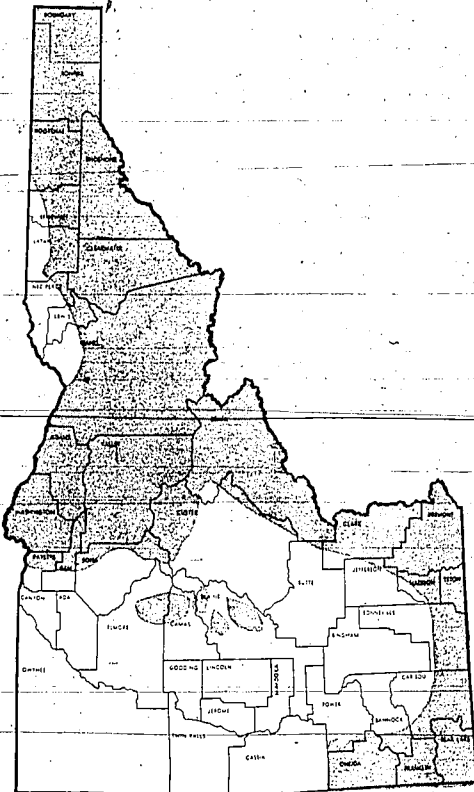 BOUNDARY
BONNER
KOOTENAI
SHOSHONE
LATAH
CLEARWATER
NEZ PERCE
LEWIS
IDAHO
ADAMS
VALLEY
WASHINGTON
CUSTER
CLARK
FREMONT
PAYETTE
GEM
BOISE
BUTTE
JEFFERSON
MADISON
TETON
CANYON
ADA
ELMORE
CAMAS
BLAINE
BONNEVILLE
BINGHAM
OWYHEE
GOODING
LINCOLN
CARIBOU
JEROME
POWER
BANNOCK
BEAR LAKE
TWIN FALLS
CASSIA
ONEIDA
FRANKLIN